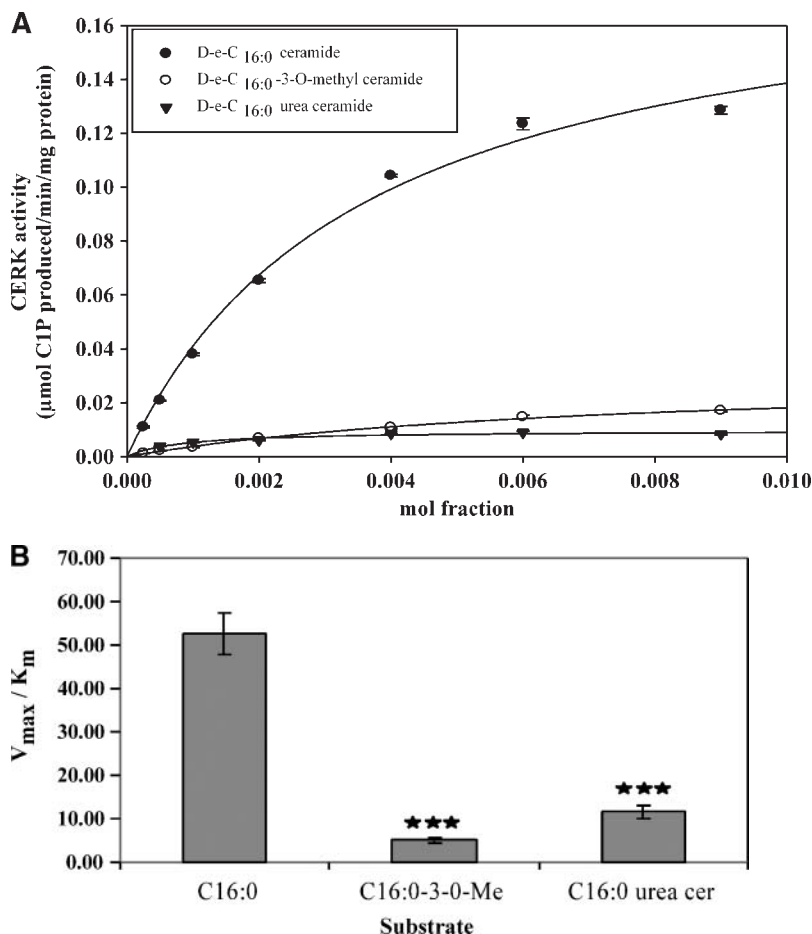 A
0.16
0.14
0.12
0.10
0.08
0.06
0.04
0.02
0.00
CERK activity
(µmol C1P produced/min/mg protein)
D-e-C 16:0 ceramide
D-e-C 16:0 -3-O-methyl ceramide
D-e-C 16:0 urea ceramide
0.000 0.002 0.004 0.006 0.008 0.010
mol fraction
B
70.00
60.00
50.00
40.00
30.00
20.00
10.00
0.00
Vmax / Km
★★★
★★★
C16:0 C16:0-3-0-Me C16:0 urea cer
Substrate